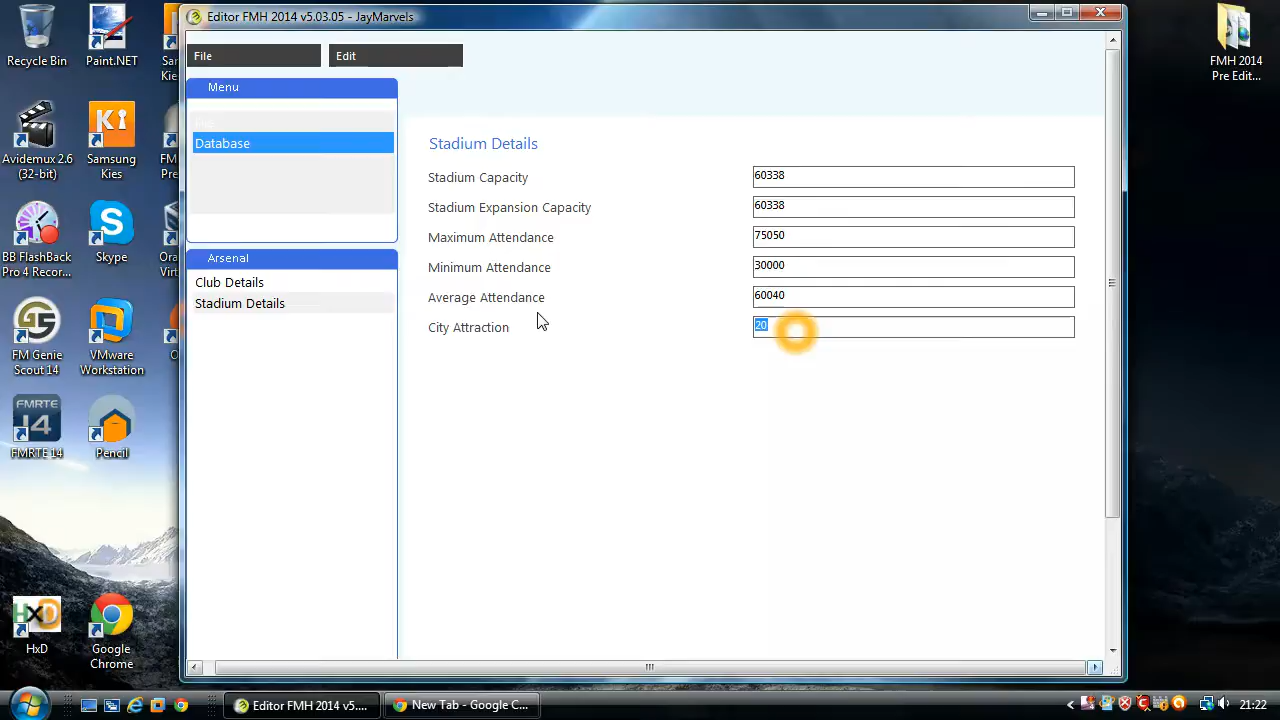 Editor FMH 2014 v5.03.05 - JayMarvels
File
Edit
Menu
File
Database
Arsenal
Club Details
Stadium Details
Stadium Details
Stadium Capacity
60338
Stadium Expansion Capacity
60338
Maximum Attendance
75050
Minimum Attendance
30000
Average Attendance
60040
City Attraction
20
Recycle Bin
Paint.NET
Avidemux 2.6
(32-bit)
Samsung
Kies
BB FlashBack
Pro 4 Recor...
Skype
FM Genie
Scout 14
VMware
Workstation
FMRTE
14
FMRTE 14
Pencil
HxD
HxD
Google
Chrome
FMH 2014
Pre Edit...
Editor FMH 2014 v5....
New Tab - Google C...
21:22